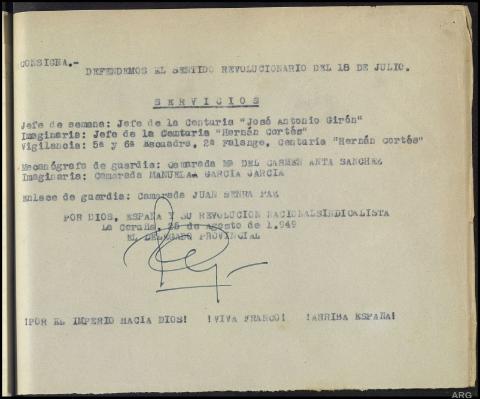 CONSIGNA.-
DEFENDEMOS EL SENTIDO REVOLUCIONARIO DEL 18 DE JULIO.
SERVICIOS
Jefe de semana: Jefe de la Centuria "José Antonio Girón"
Imaginaria: Jefe de la Centuria "Hernán Cortés"
Vigilancia: 5ª y 6ª Escuadra, 2ª Falange, Centuria "Hernán Cortés"
Mecanógrafo de guardia: Camarada Mª DEL CARMEN ANTA SANCHEZ
Imaginaria: Camarada MANUELA GARCIA GARCIA
Enlace de guardia: Camarada JUAN SENRA PAZ
POR DIOS, ESPAÑA Y SU REVOLUCION NACIONALSINDICALISTA
La Coruña, 25 de agosto de 1.949
EL DELEGADO PROVINCIAL
¡POR EL IMPERIO HACIA DIOS! ¡VIVA FRANCO! ¡ARRIBA ESPAÑA!
ARG